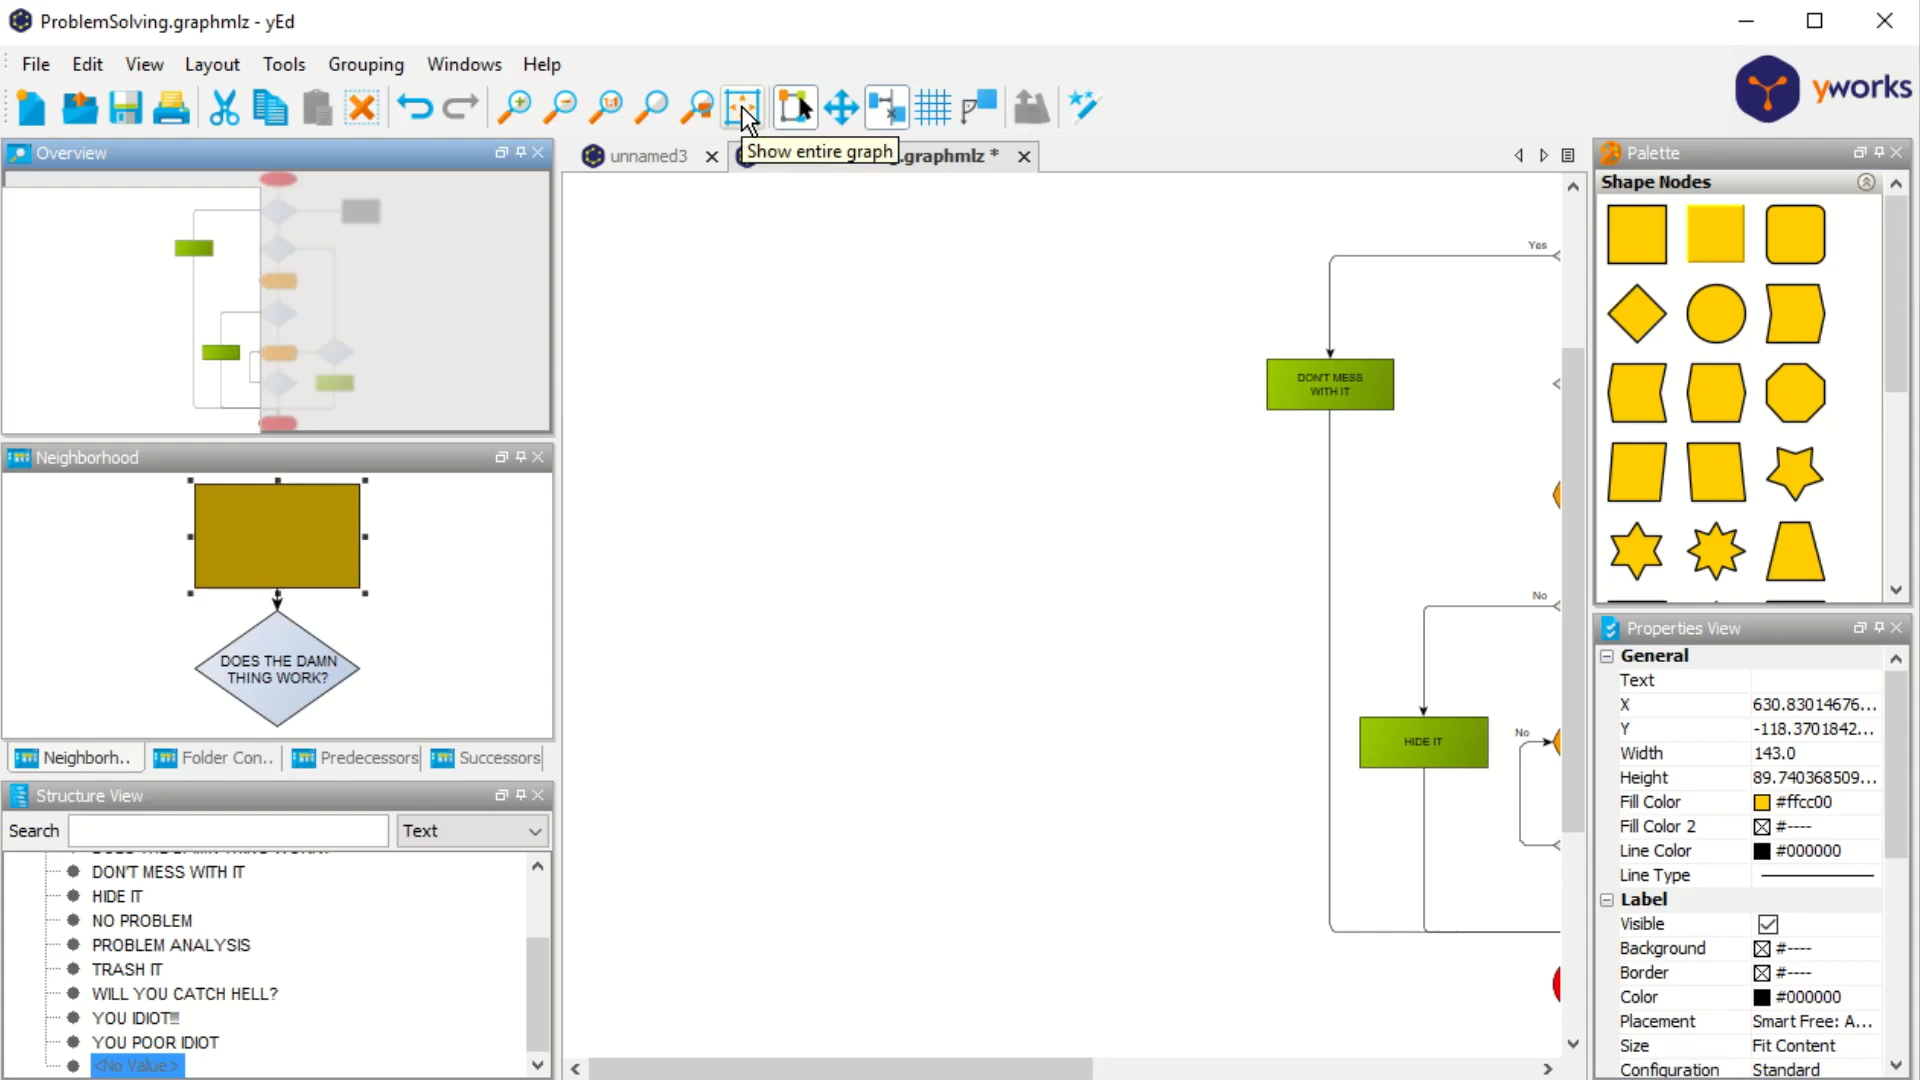 ProblemSolving.graphmlz - yEd
File Edit View Layout Tools Grouping Windows Help
yworks
1:1
Overview
unnamed3
.graphmlz *
Show entire graph
Palette
Shape Nodes
Yes
DON'T MESS
WITH IT
No
HIDE IT
No
Neighborhood
DOES THE DAMN
THING WORK?
Neighborh..
Folder Con..
Predecessors
Successors
Structure View
Search
Text
DON'T MESS WITH IT
HIDE IT
NO PROBLEM
PROBLEM ANALYSIS
TRASH IT
WILL YOU CATCH HELL?
YOU IDIOT!!!
YOU POOR IDIOT
<No Value>
Properties View
General
Text
X 630.83014676...
Y -118.3701842...
Width 143.0
Height 89.740368509...
Fill Color #ffcc00
Fill Color 2 #----
Line Color #000000
Line Type
Label
Visible
Background #----
Border #----
Color #000000
Placement Smart Free: A...
Size Fit Content
Configuration Standard